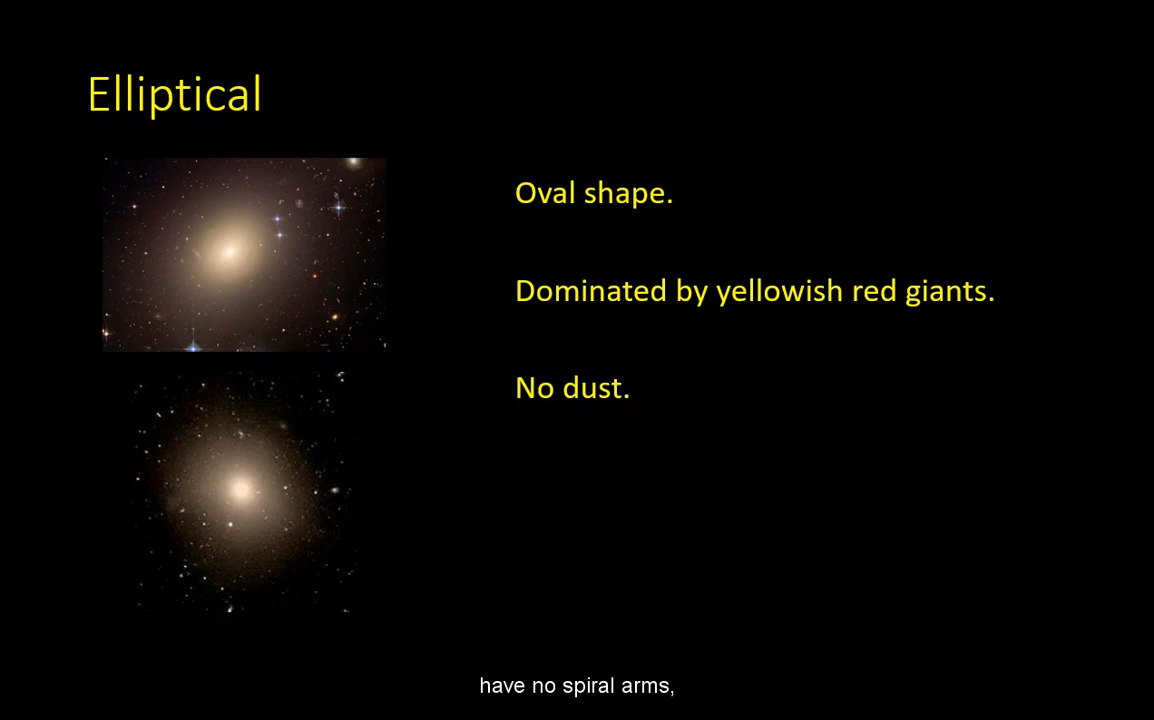 Elliptical
Oval shape.
Dominated by yellowish red giants.
No dust.
have no spiral arms,